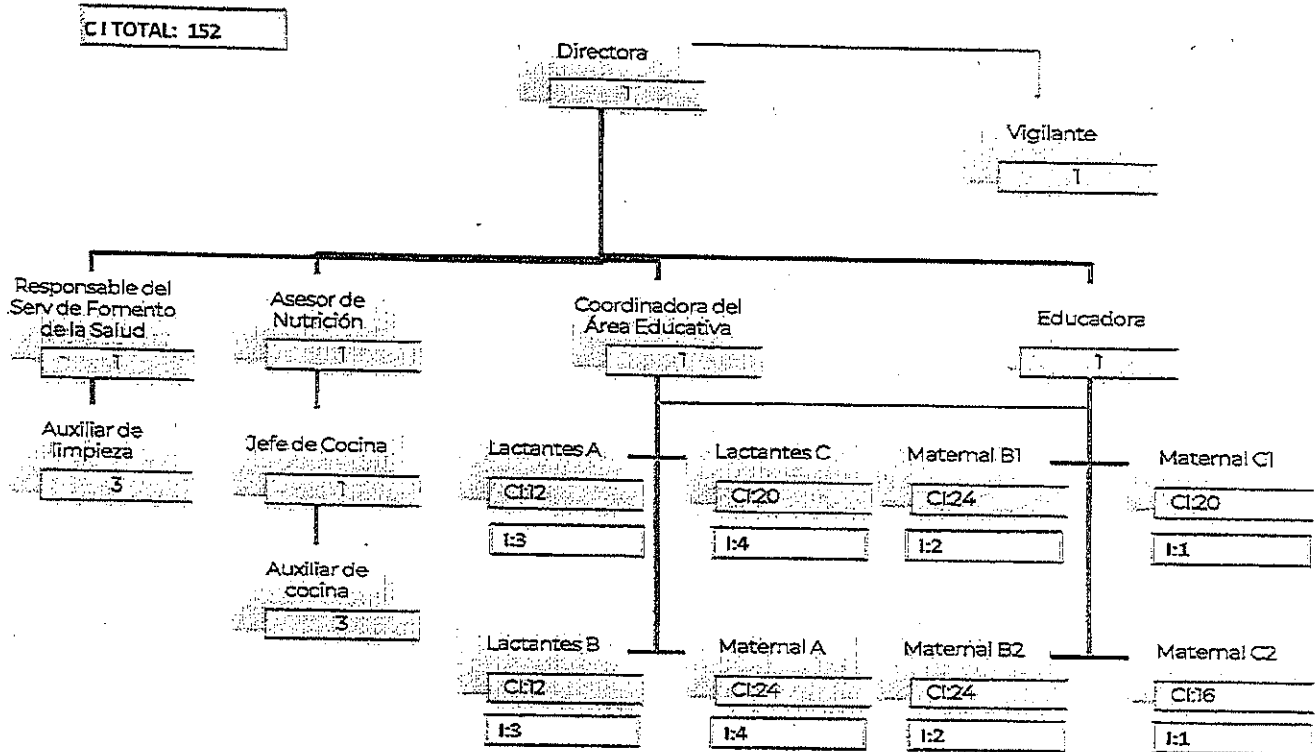 C I TOTAL: 152
Directora
1
Vigilante
1
Responsable del
Serv de Fomento
de la Salud
1
Asesor de
Nutrición
1
Coordinadora del
Área Educativa
1
Educadora
1
Auxiliar de
limpieza
3
Jefe de Cocina
1
Auxiliar de
cocina
3
Lactantes A
CI:12
I:3
Lactantes C
CI:20
I:4
Maternal B1
CI:24
I:2
Maternal C1
CI:20
I:1
Lactantes B
CI:12
I:3
Maternal A
CI:24
I:4
Maternal B2
CI:24
I:2
Maternal C2
CI:16
I:1